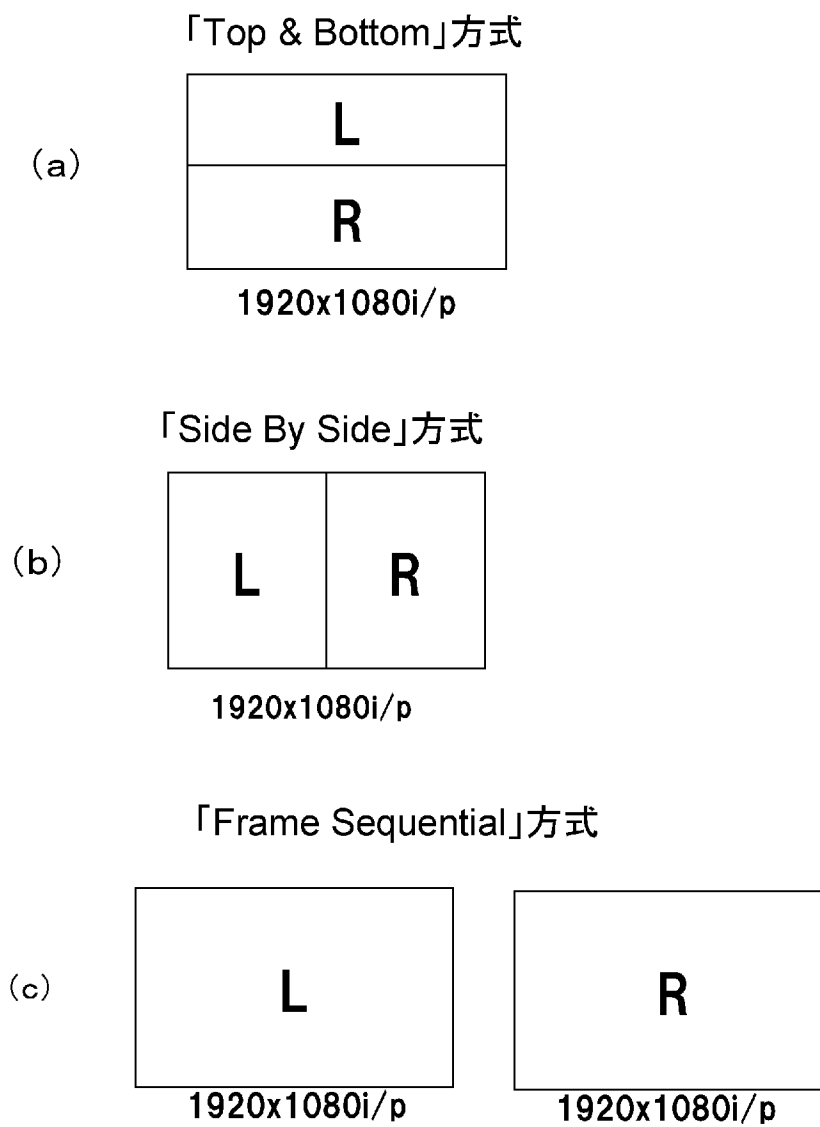 「Top & Bottom」方式
(a)
L
R
1920x1080i/p
「Side By Side」方式
(b)
L R
1920x1080i/p
「Frame Sequential」方式
(c)
L R
1920x1080i/p 1920x1080i/p